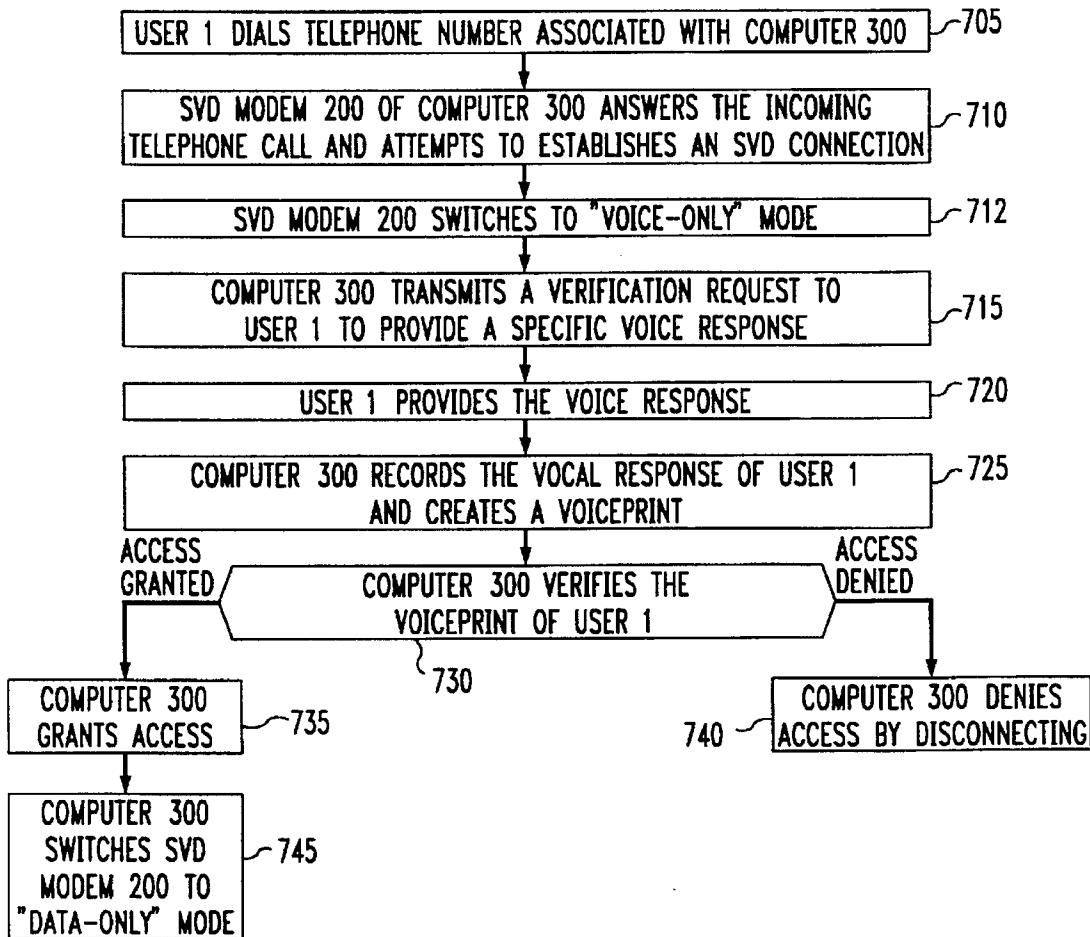 USER 1 DIALS TELEPHONE NUMBER ASSOCIATED WITH COMPUTER 300
705
SVD MODEM 200 OF COMPUTER 300 ANSWERS THE INCOMING
TELEPHONE CALL AND ATTEMPTS TO ESTABLISHES AN SVD CONNECTION
710
SVD MODEM 200 SWITCHES TO "VOICE-ONLY" MODE
712
COMPUTER 300 TRANSMITS A VERIFICATION REQUEST TO
USER 1 TO PROVIDE A SPECIFIC VOICE RESPONSE
715
USER 1 PROVIDES THE VOICE RESPONSE
720
COMPUTER 300 RECORDS THE VOCAL RESPONSE OF USER 1
AND CREATES A VOICEPRINT
725
ACCESS
GRANTED
COMPUTER 300 VERIFIES THE
VOICEPRINT OF USER 1
730
ACCESS
DENIED
COMPUTER 300
GRANTS ACCESS
735
740
COMPUTER 300 DENIES
ACCESS BY DISCONNECTING
COMPUTER 300
SWITCHES SVD
MODEM 200 TO
"DATA-ONLY" MODE
745